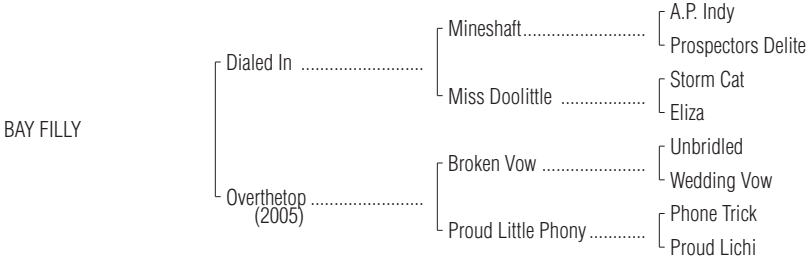 A.P. Indy
Mineshaft..........................
Prospectors Delite
Dialed In ..........................
Storm Cat
Miss Doolittle ..................
Eliza
BAY FILLY
Unbridled
Broken Vow ......................
Wedding Vow
Overthetop ........................
(2005)
Phone Trick
Proud Little Phony ............
Proud Lichi